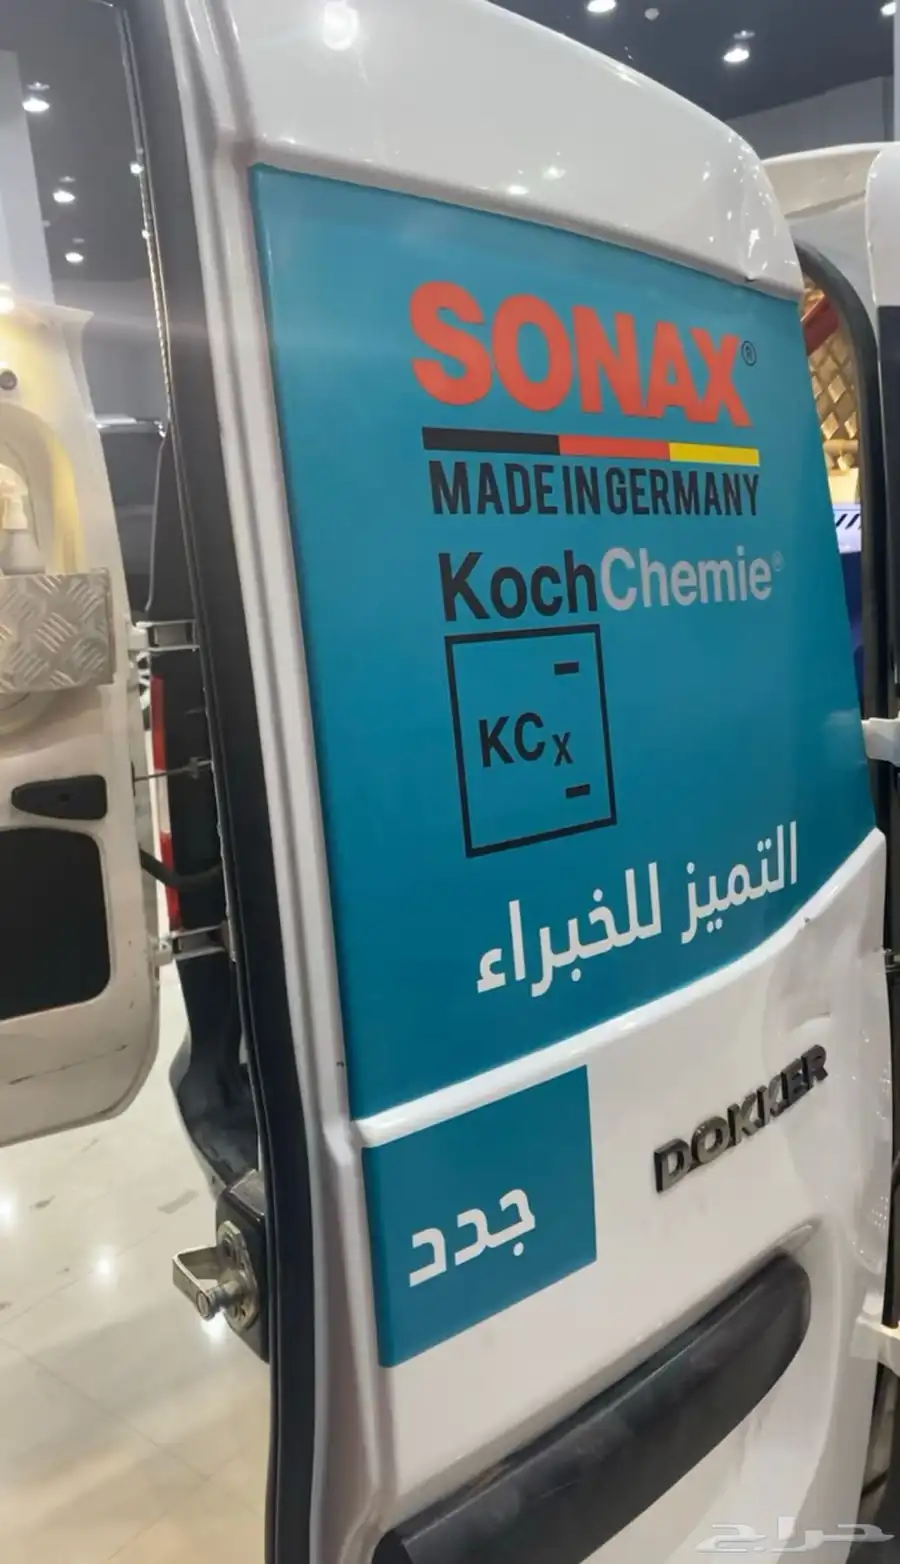 SONAX®
MADE IN GERMANY
KochChemie®
KCx
التميز للخبراء
DOKKER
جدد
حراج